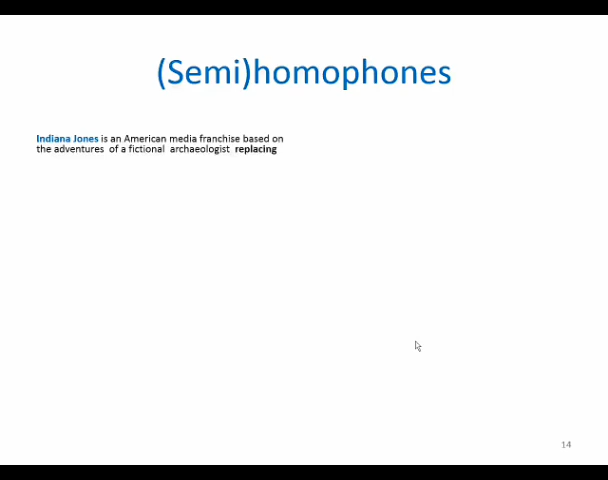 (Semi)homophones
Indiana Jones is an American media franchise based on
the adventures of a fictional archaeologist replacing
14